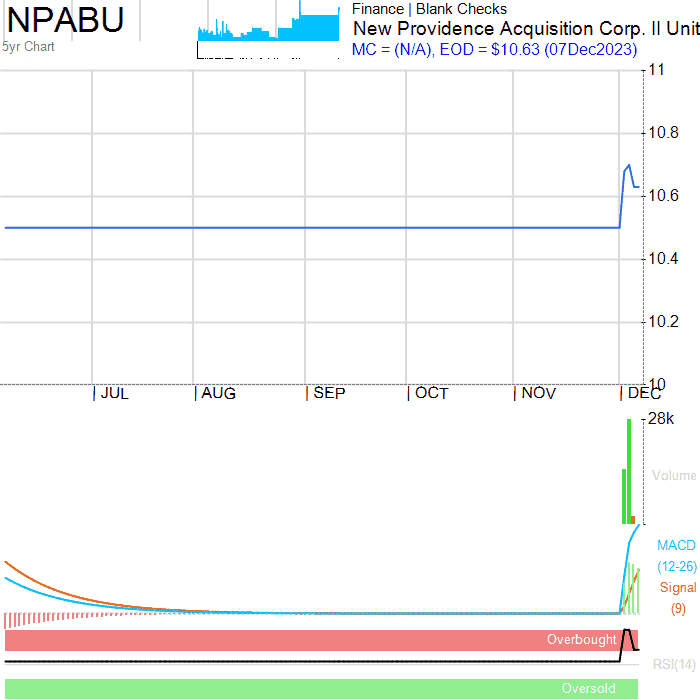 NPABU
5yr Chart
Finance | Blank Checks
New Providence Acquisition Corp. II Unit
MC = (N/A), EOD = $10.63 (07Dec2023)
11
10.8
10.6
10.4
10.2
10
JUL AUG SEP OCT NOV DEC
28k
Volume
MACD
(12-26)
Signal
(9)
Overbought
RSI(14)
Oversold